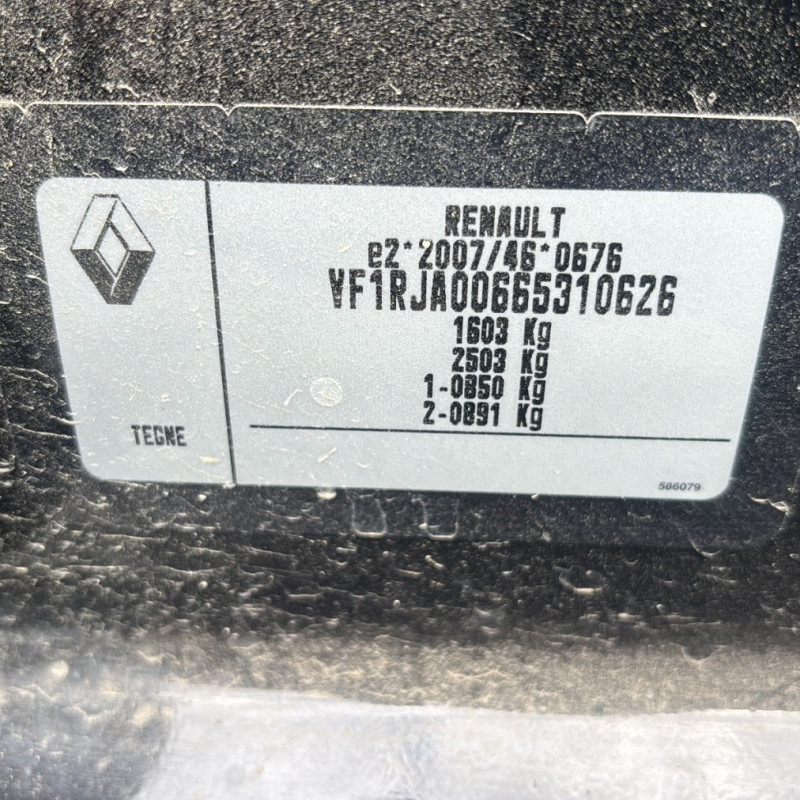 RENAULT
e2*2007/46*0676
VF1RJA00665310626
1603 Kg
2503 Kg
1-0850 Kg
2-0891 Kg
TEGNE
586079